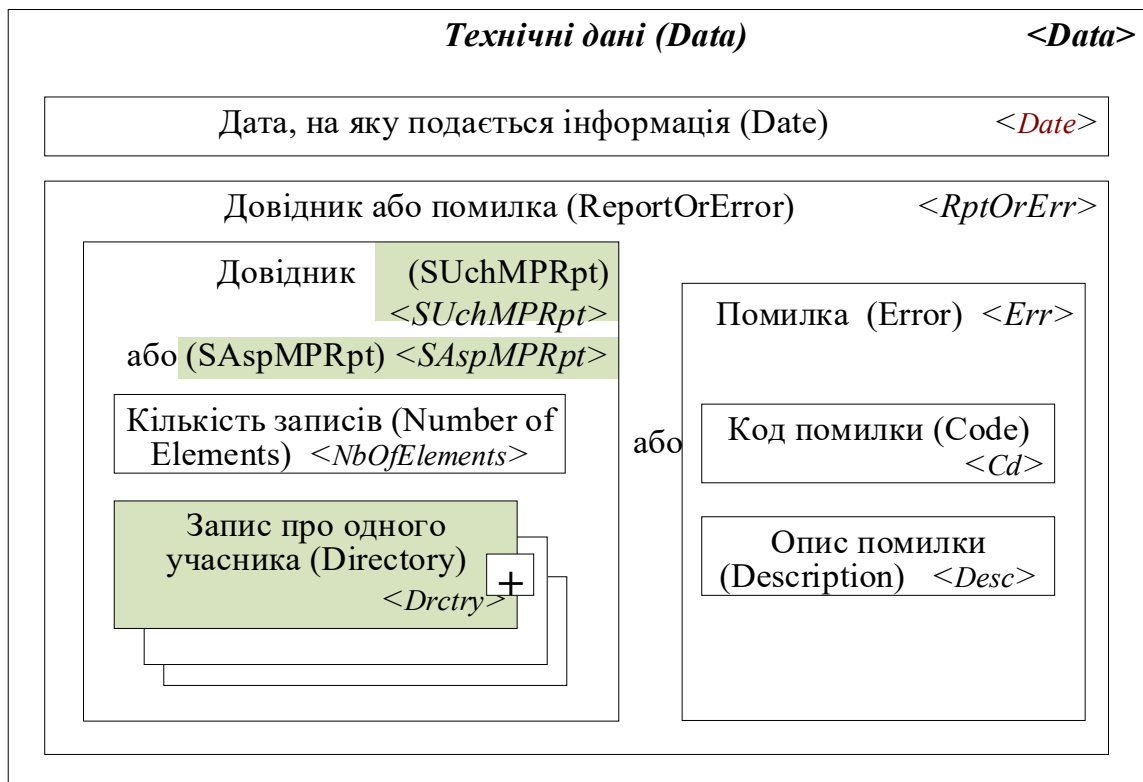 Технічні дані (Data) <Data>
Дата, на яку подається інформація (Date) <Date>
Довідник або помилка (ReportOrError) <RptOrErr>
Довідник (SUchMPRpt)
<SUchMPRpt>
або (SAspMPRpt) <SAspMPRpt>
Кількість записів (Number of
Elements) <NbOfElements>
Запис про одного
учасника (Directory)
<Drctry>
+
або
Помилка (Error) <Err>
Код помилки (Code)
<Cd>
Опис помилки
(Description) <Desc>